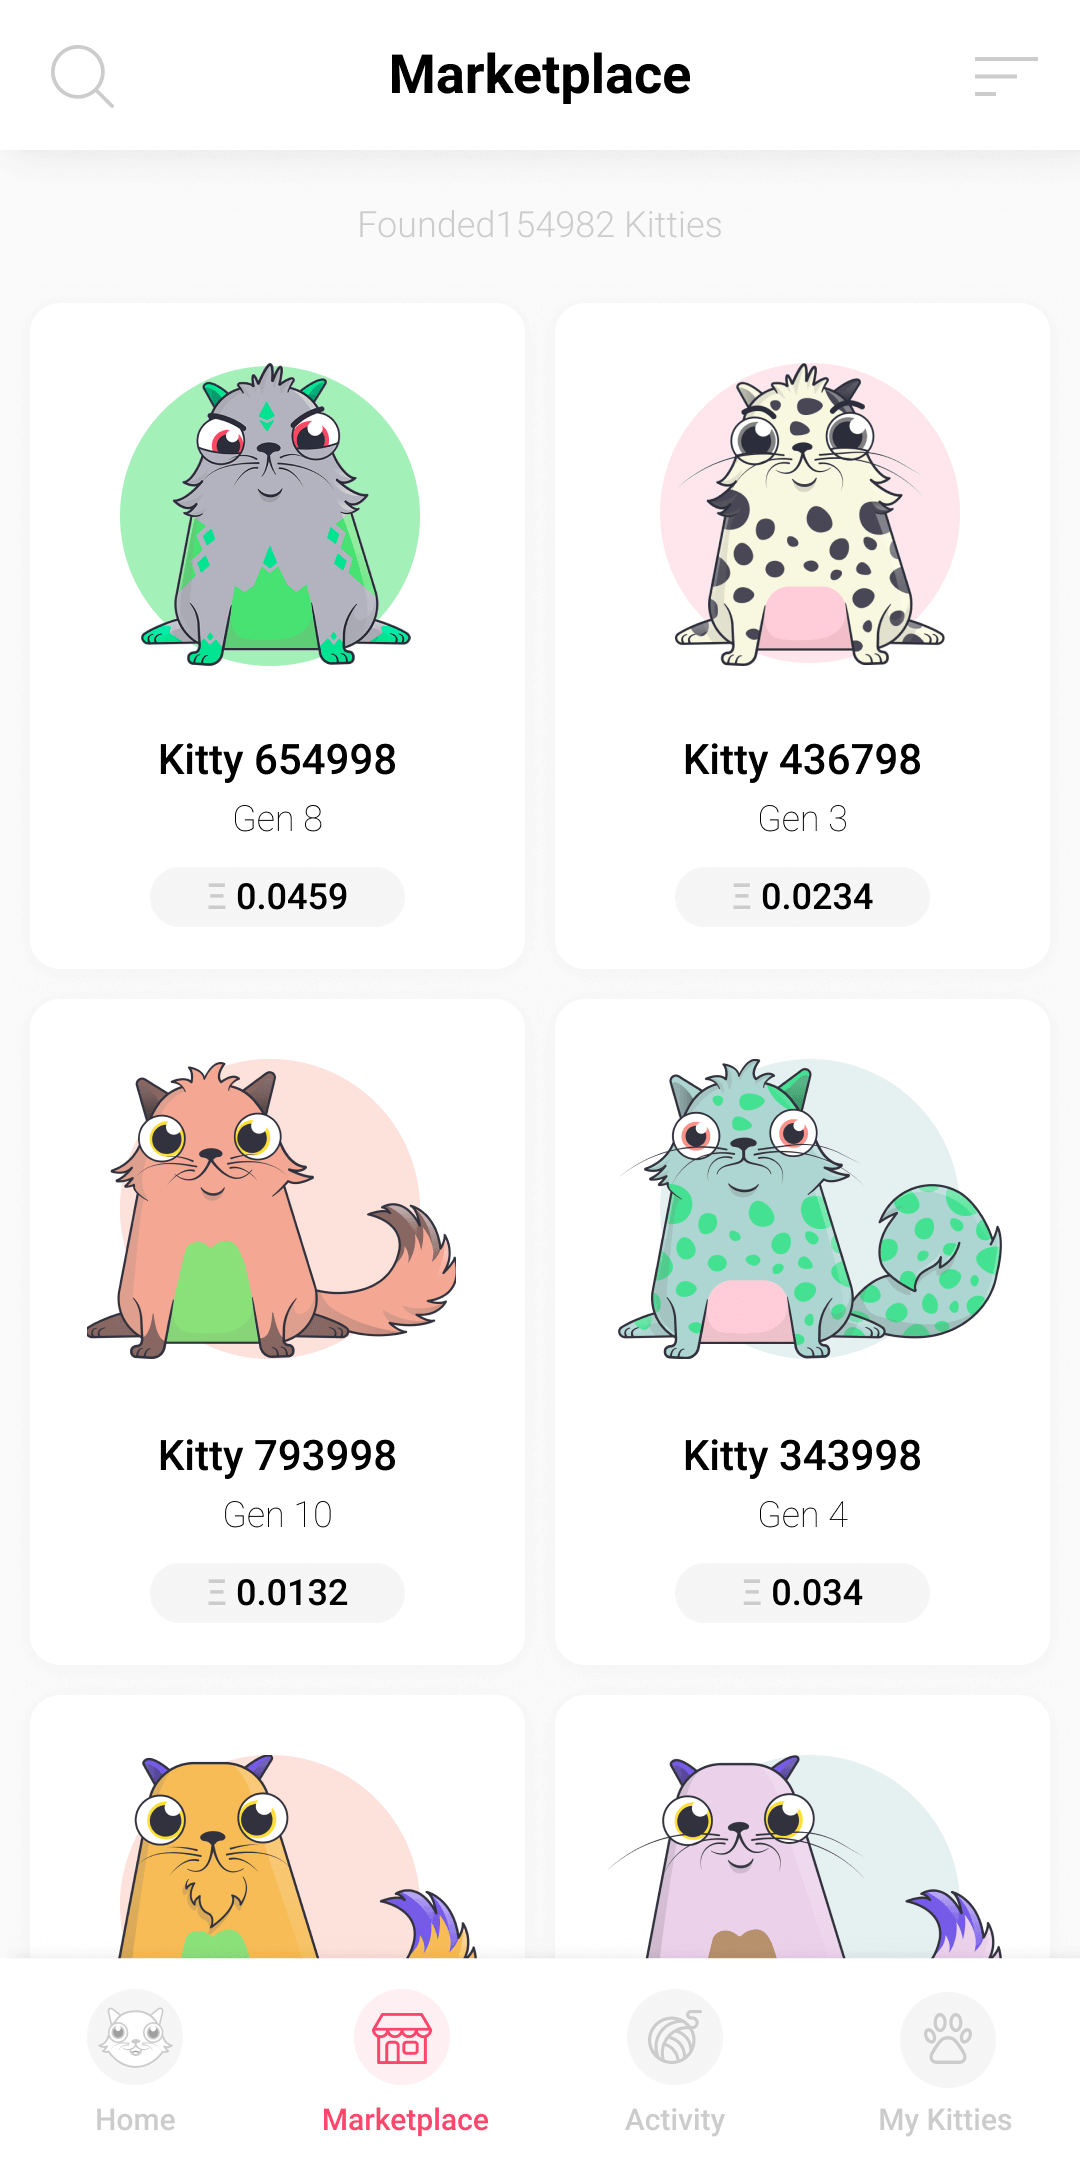 Marketplace
Founded154982 Kitties
Kitty 654998
Gen 8
Ξ 0.0459
Kitty 436798
Gen 3
Ξ 0.0234
Kitty 793998
Gen 10
Ξ 0.0132
Kitty 343998
Gen 4
Ξ 0.034
Home
Marketplace
Activity
My Kitties